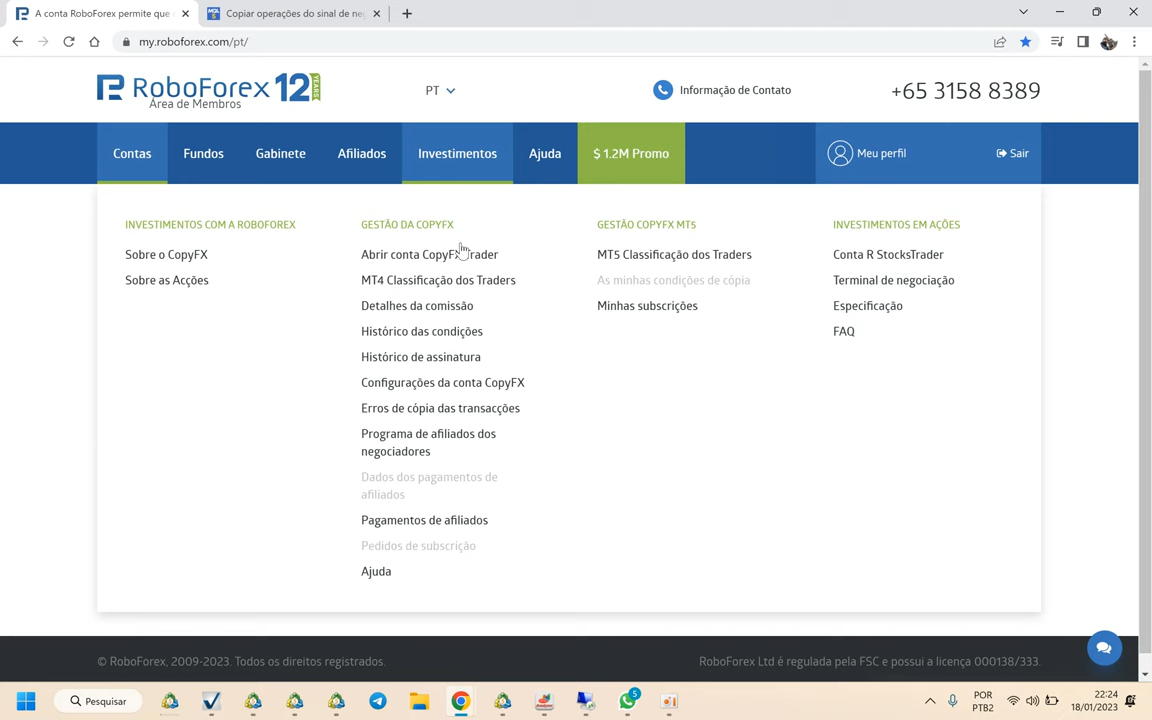 A conta RoboForex permite que
Copiar operações do sinal de ne
my.roboforex.com/pt/
RoboForex 12 YEARS
Área de Membros
PT
Informação de Contato
+65 3158 8389
Contas
Fundos
Gabinete
Afiliados
Investimentos
Ajuda
$ 1.2M Promo
Meu perfil
Sair
INVESTIMENTOS COM A ROBOFOREX
Sobre o CopyFX
Sobre as Acções
GESTÃO DA COPYFX
Abrir conta CopyFX Trader
MT4 Classificação dos Traders
Detalhes da comissão
Histórico das condições
Histórico de assinatura
Configurações da conta CopyFX
Erros de cópia das transacções
Programa de afiliados dos
negociadores
Dados dos pagamentos de
afiliados
Pagamentos de afiliados
Pedidos de subscrição
Ajuda
GESTÃO COPYFX MT5
MT5 Classificação dos Traders
As minhas condições de cópia
Minhas subscrições
INVESTIMENTOS EM AÇÕES
Conta R StocksTrader
Terminal de negociação
Especificação
FAQ
© RoboForex, 2009-2023. Todos os direitos registrados.
RoboForex Ltd é regulada pela FSC e possui a licença 000138/333.
Pesquisar
5
POR
PTB2
22:24
18/01/2023